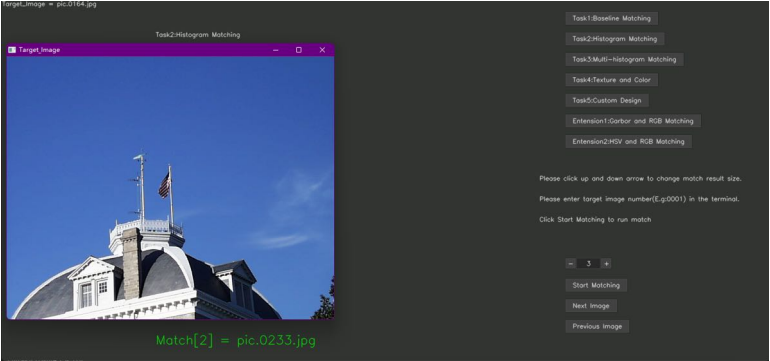 Target_Image = pic.0164.jpg
Task2:Histogram Matching
Target_Image
Match[2] = pic.0233.jpg
Task1:Baseline Matching
Task2:Histogram Matching
Task3:Multi-histogram Matching
Task4:Texture and Color
Task5:Custom Design
Entension1:Garbor and RGB Matching
Entension2:HSV and RGB Matching
Please click up and down arrow to change match result size.
Please enter target image number(E.g:0001) in the terminal.
Click Start Matching to run match
- 3 +
Start Matching
Next Image
Previous Image